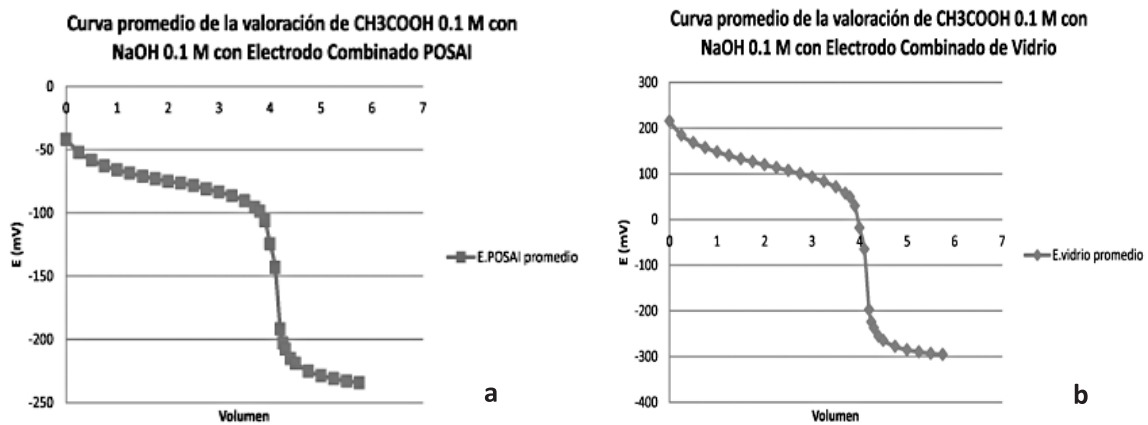 Curva promedio de la valoración de CH3COOH 0.1 M con
NaOH 0.1 M con Electrodo Combinado POSAI
0
0 1 2 3 4 5 6 7
-50
-100
-150
-200
-250
E (mV)
Volumen
E.POSAI promedio
a
Curva promedio de la valoración de CH3COOH 0.1 M con
NaOH 0.1 M con Electrodo Combinado de Vidrio
300
200
100
0
0 1 2 3 4 5 6 7
-100
-200
-300
-400
E (mV)
Volumen
E.vidrio promedio
b